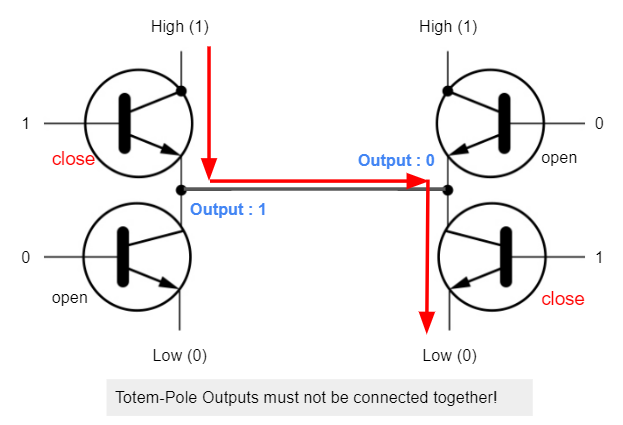 High (1)
High (1)
1
0
close
Output : 0
open
Output : 1
0
1
open
close
Low (0)
Low (0)
Totem-Pole Outputs must not be connected together!